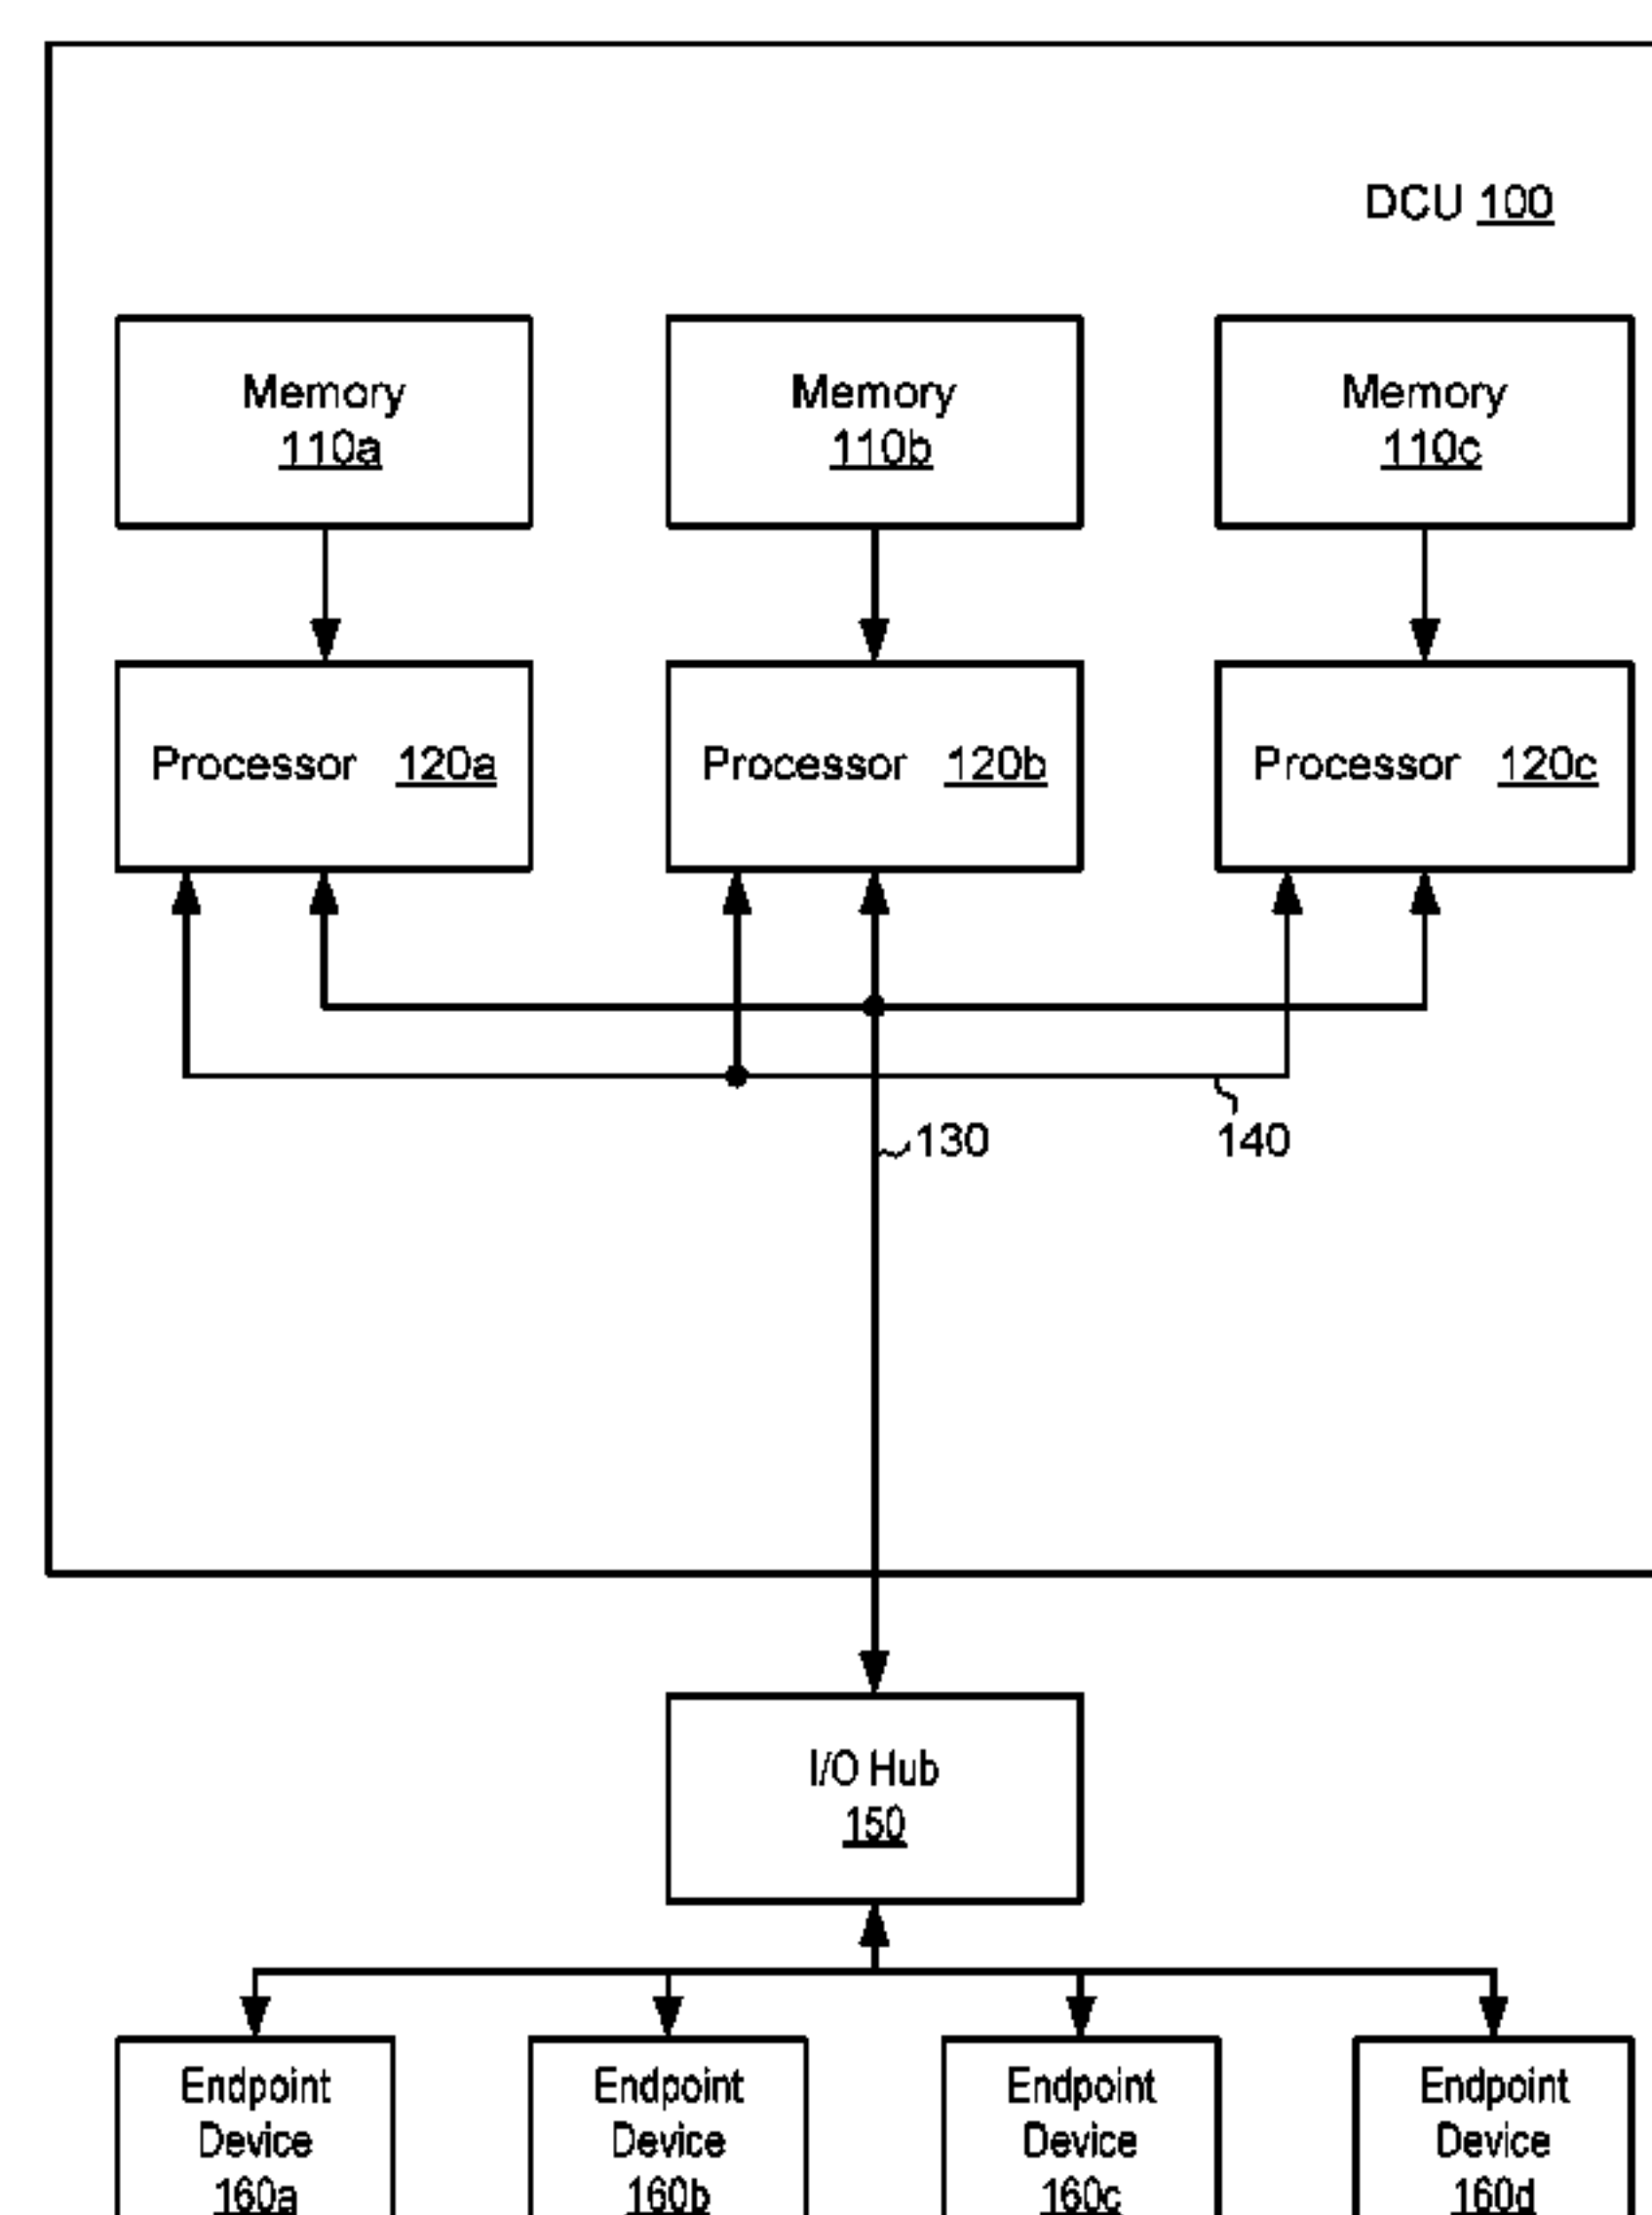 DCU 100
Memory
110a
Memory
110b
Memory
110c
Processor 120a
Processor 120b
Processor 120c
130
140
I/O Hub
150
Endpoint
Device
160a
Endpoint
Device
160b
Endpoint
Device
160c
Endpoint
Device
160d